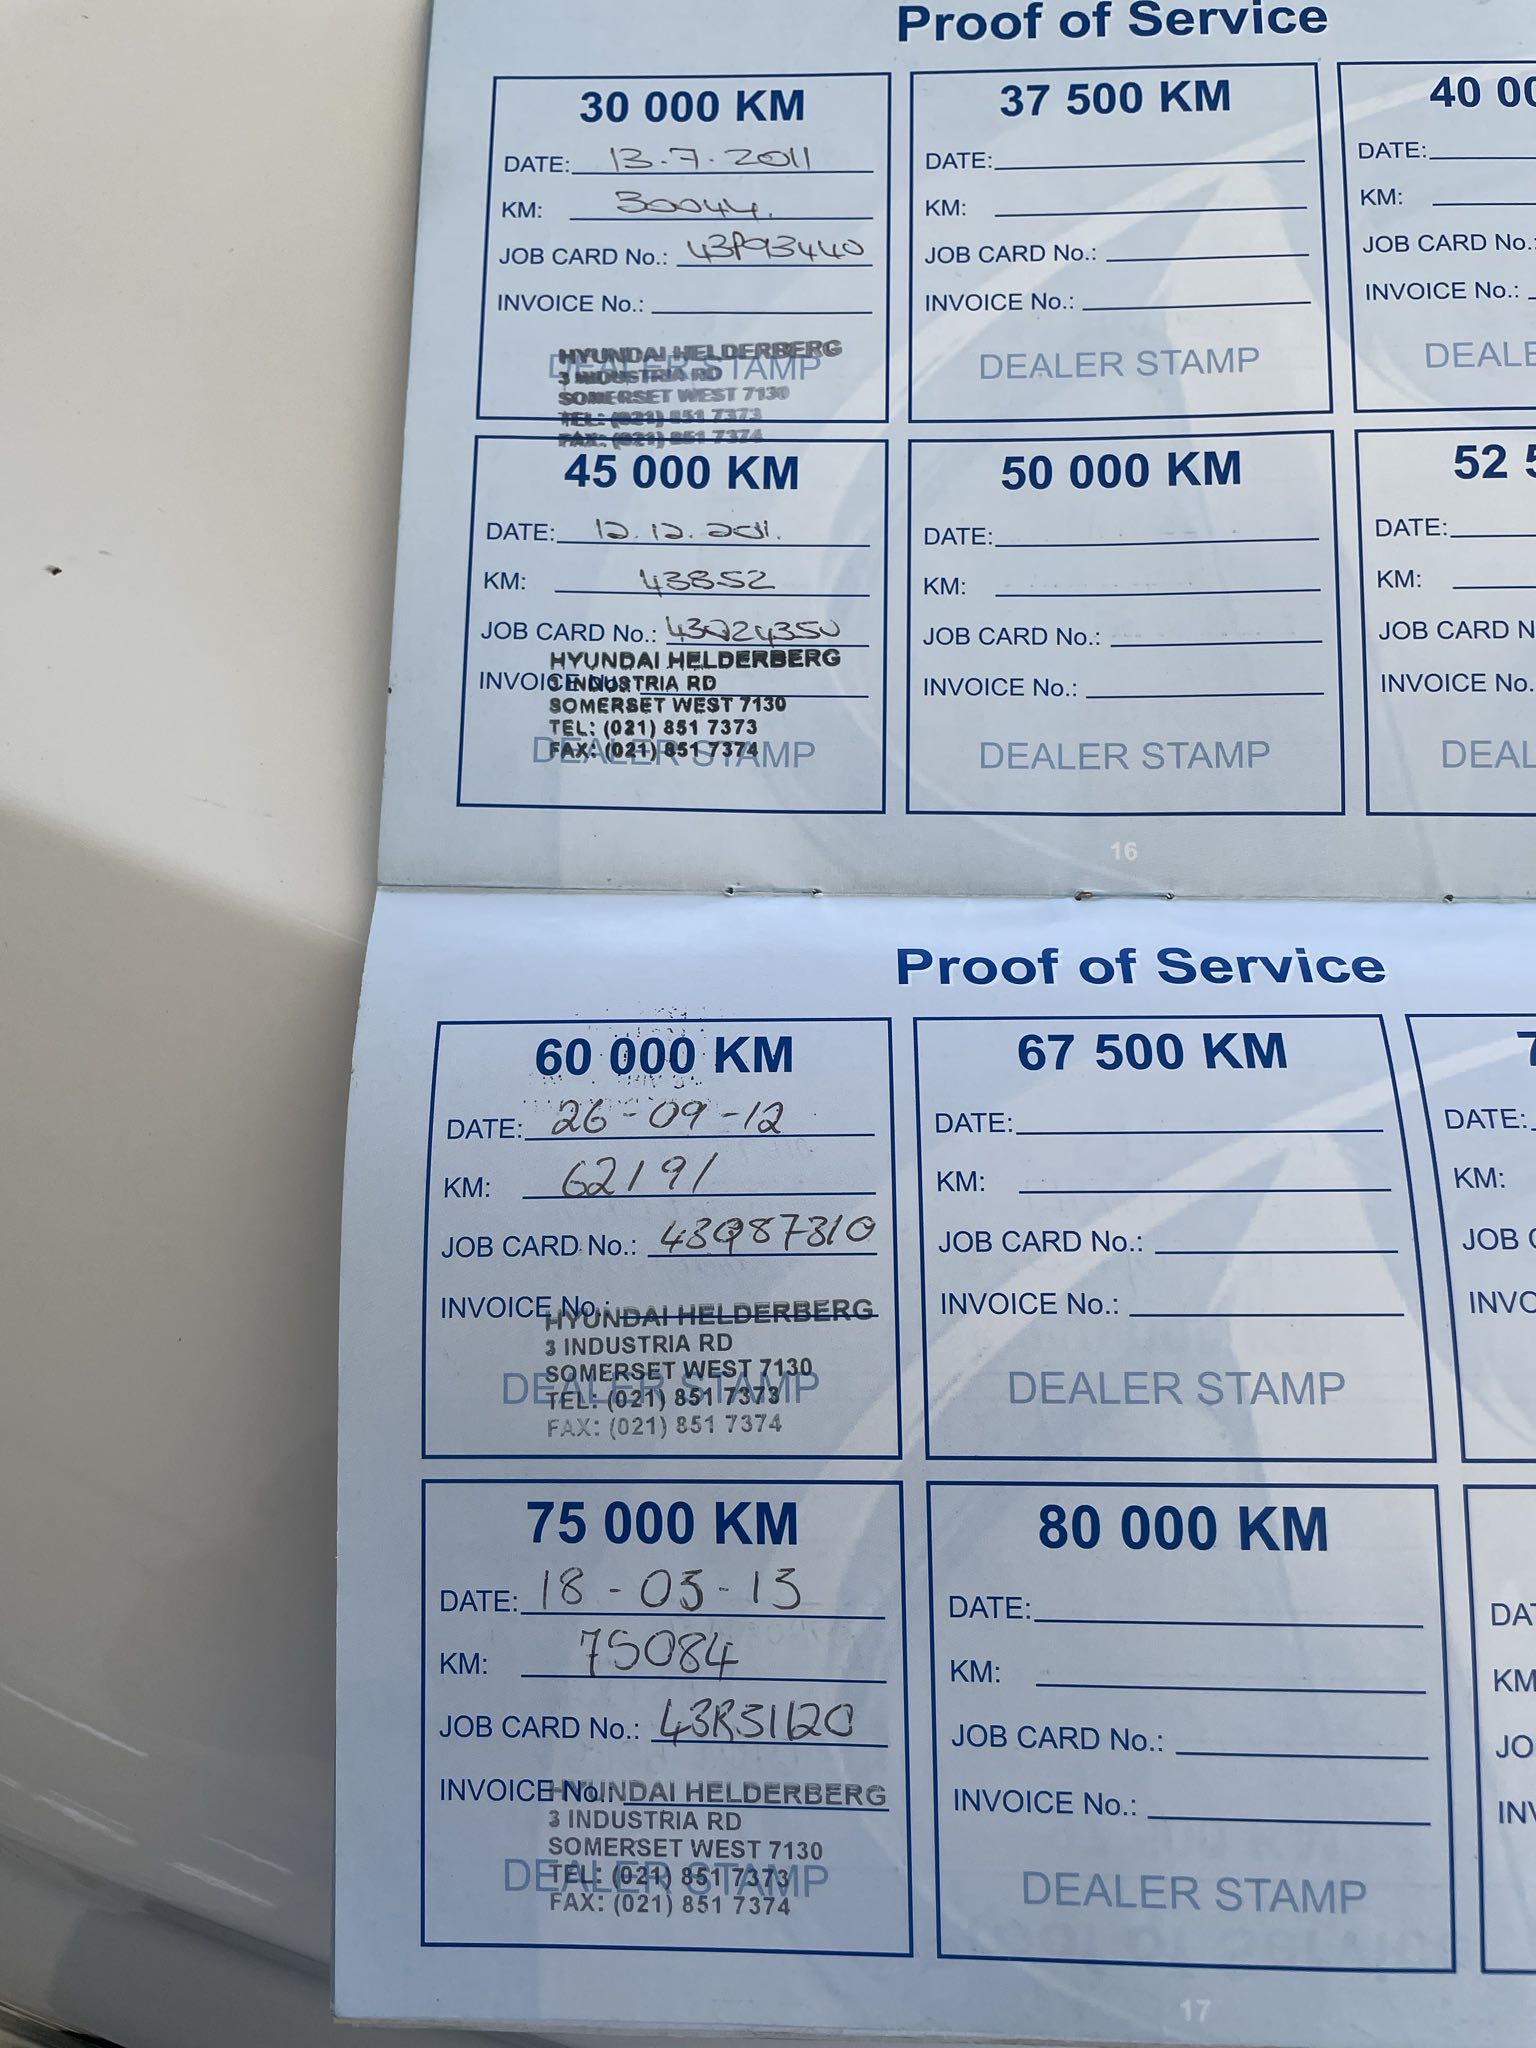 Proof of Service
30 000 KM
DATE: 13.7.2011
KM: 30044.
JOB CARD No.: 43P93440
INVOICE No.:
DEALER STAMP
HYUNDAI HELDERBERG
3 INDUSTRIA RD
SOMERSET WEST 7130
TEL: (021) 851 7373
FAX: (021) 851 7374
37 500 KM
DATE:
KM:
JOB CARD No.:
INVOICE No.:
DEALER STAMP
DATE:
KM:
JOB CARD No.:
INVOICE No.:
45 000 KM
DATE: 12.12.2011.
KM: 43852
JOB CARD No.: 43Q24350
INVOICE No.:
HYUNDAI HELDERBERG
3 INDUSTRIA RD
SOMERSET WEST 7130
TEL: (021) 851 7373
FAX: (021) 851 7374
DEALER STAMP
50 000 KM
DATE:
KM:
JOB CARD No.:
INVOICE No.:
DEALER STAMP
DATE:
KM:
JOB CARD N
INVOICE No.
16
Proof of Service
60 000 KM
DATE: 26-09-12
KM: 62191
JOB CARD No.: 43Q87310
INVOICE No.:
HYUNDAI HELDERBERG
3 INDUSTRIA RD
SOMERSET WEST 7130
DEALER STAMP
TEL: (021) 851 7373
FAX: (021) 851 7374
67 500 KM
DATE:
KM:
JOB CARD No.:
INVOICE No.:
DEALER STAMP
DATE:
KM:
JOB
75 000 KM
DATE: 18-03-13
KM: 75084
JOB CARD No.: 43R31120
INVOICE No.:
HYUNDAI HELDERBERG
3 INDUSTRIA RD
SOMERSET WEST 7130
DEALER STAMP
TEL: (021) 851 7373
FAX: (021) 851 7374
80 000 KM
DATE:
KM:
JOB CARD No.:
INVOICE No.:
DEALER STAMP
KM
17